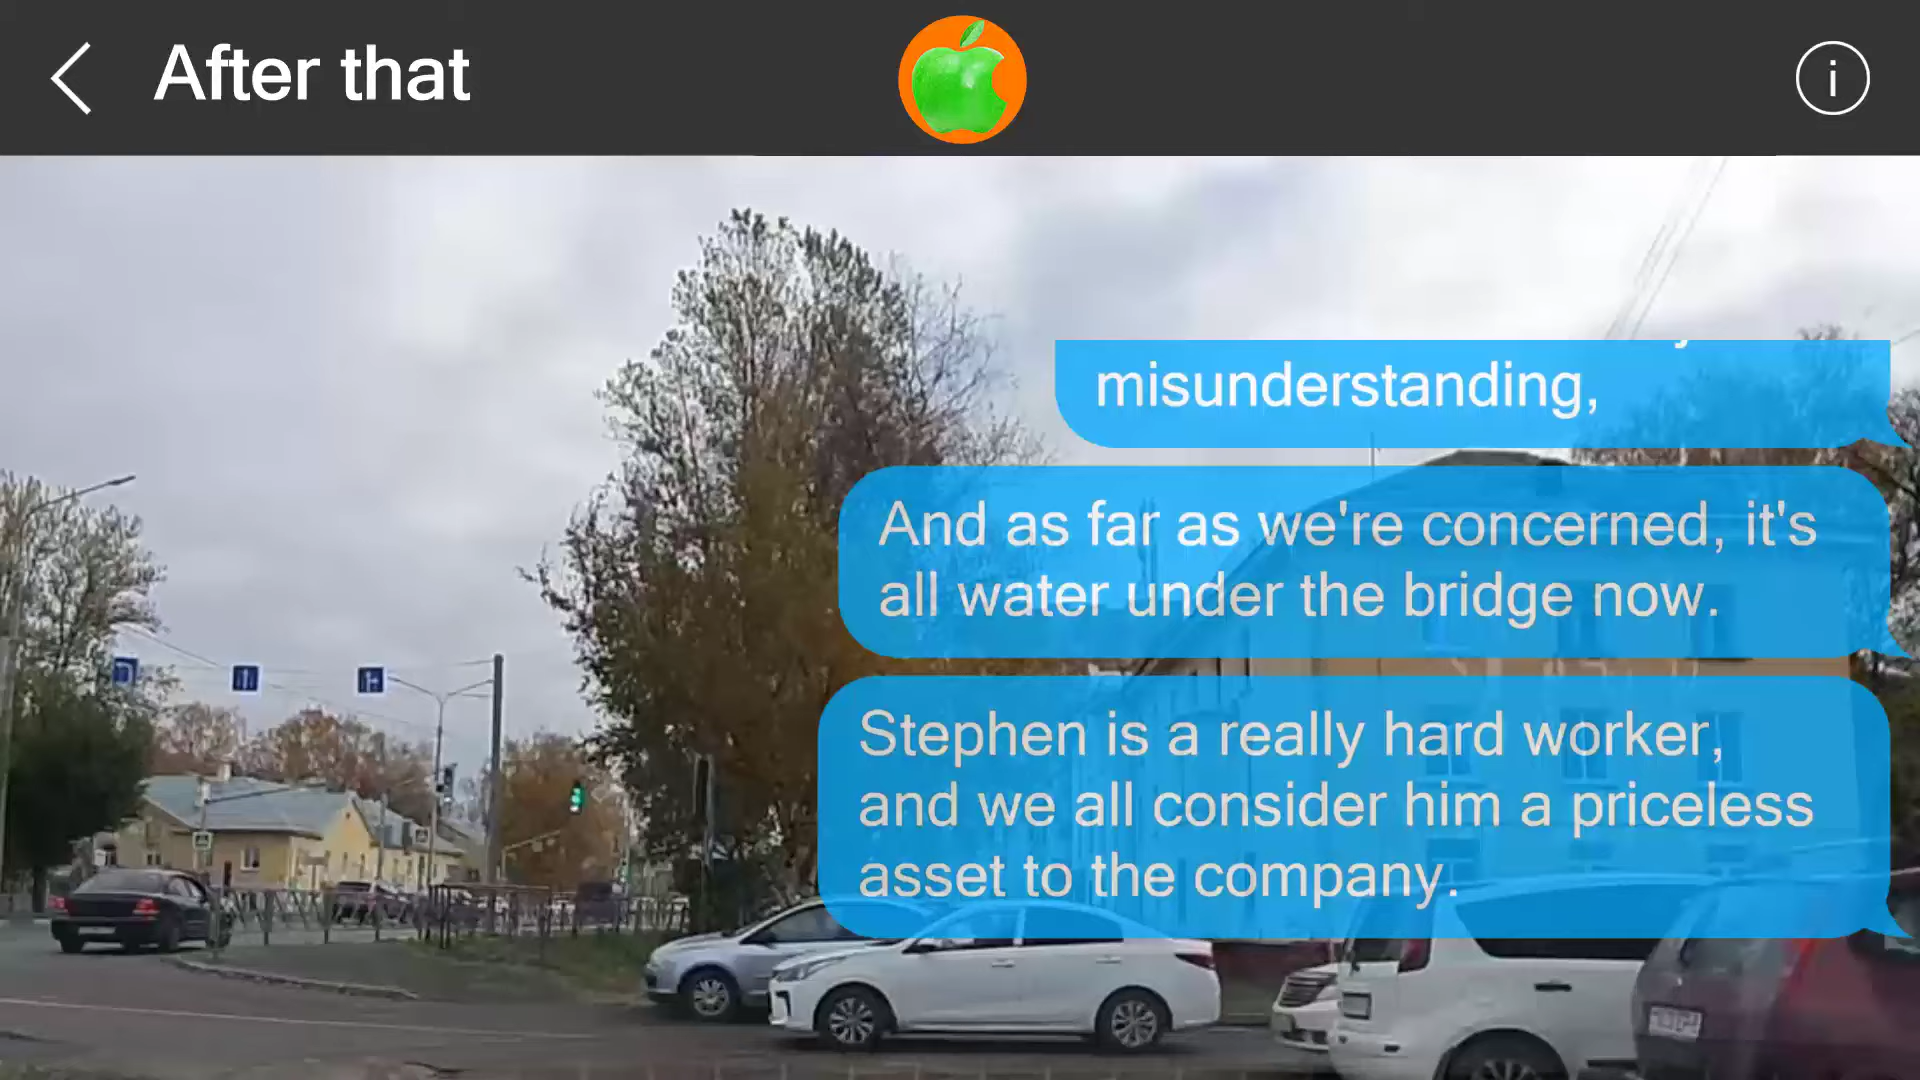 After that
misunderstanding,
And as far as we're concerned, it's
all water under the bridge now.
Stephen is a really hard worker,
and we all consider him a priceless
asset to the company.